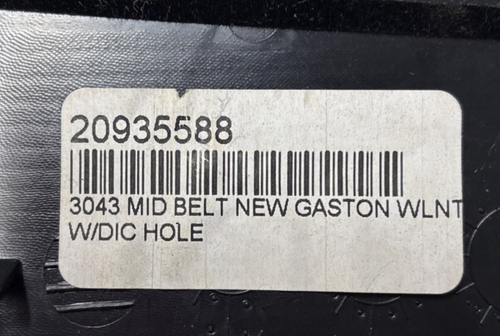 20935588
3043 MID BELT NEW GASTON WLNT
W/DIC HOLE